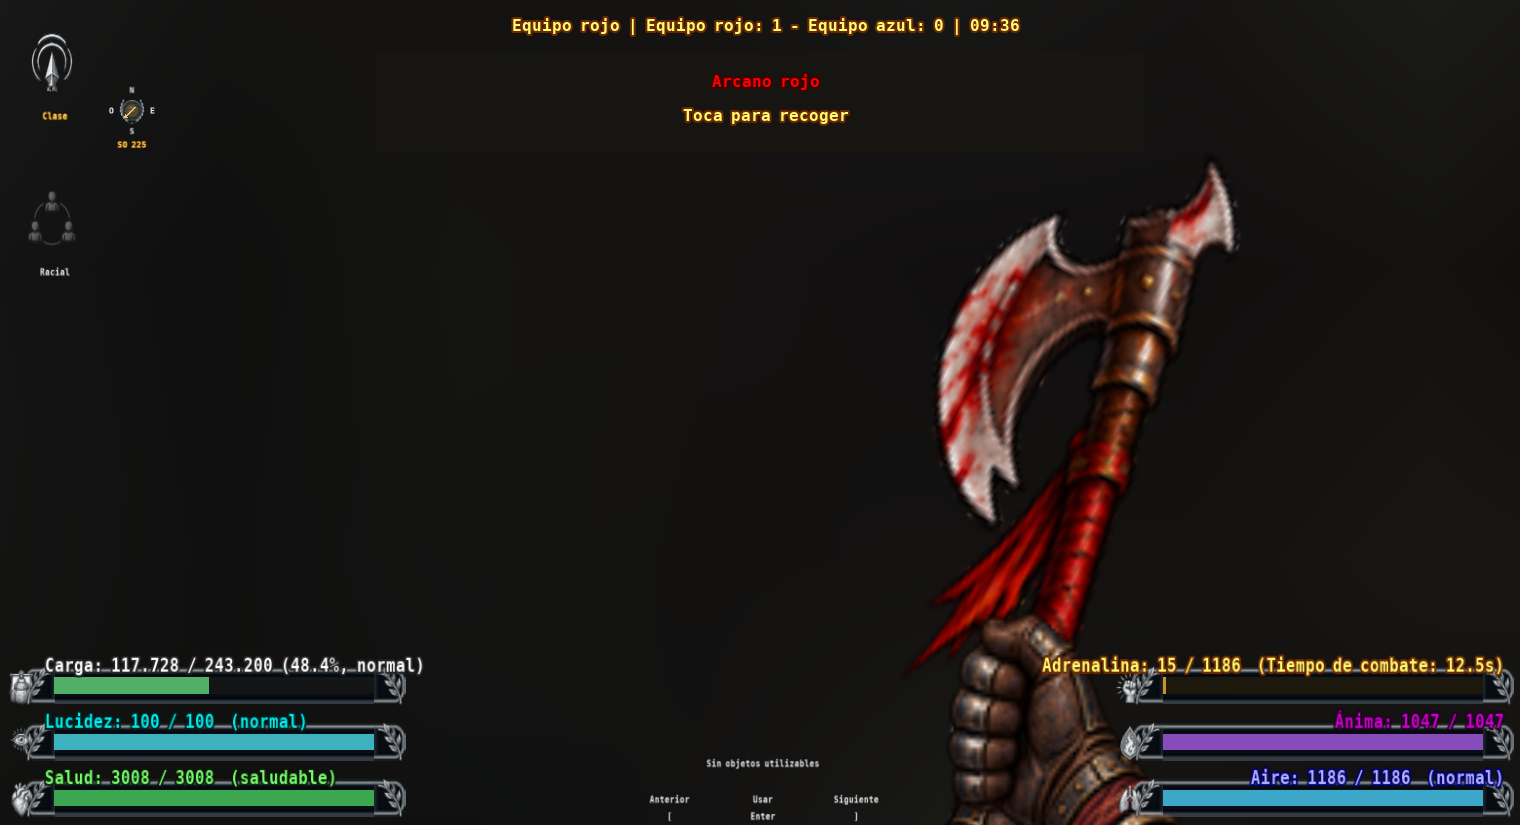 Equipo rojo | Equipo rojo: 1 - Equipo azul: 0 | 09:36
Arcano rojo
Toca para recoger
Clase
N
O E
S
SO 225
Racial
Carga: 117.728 / 243.200 (48.4%, normal)
Lucidez: 100 / 100 (normal)
Salud: 3008 / 3008 (saludable)
Adrenalina: 15 / 1186 (Tiempo de combate: 12.5s)
Ánima: 1047 / 1047
Aire: 1186 / 1186 (normal)
Sin objetos utilizables
Anterior Usar Siguiente
[ Enter ]